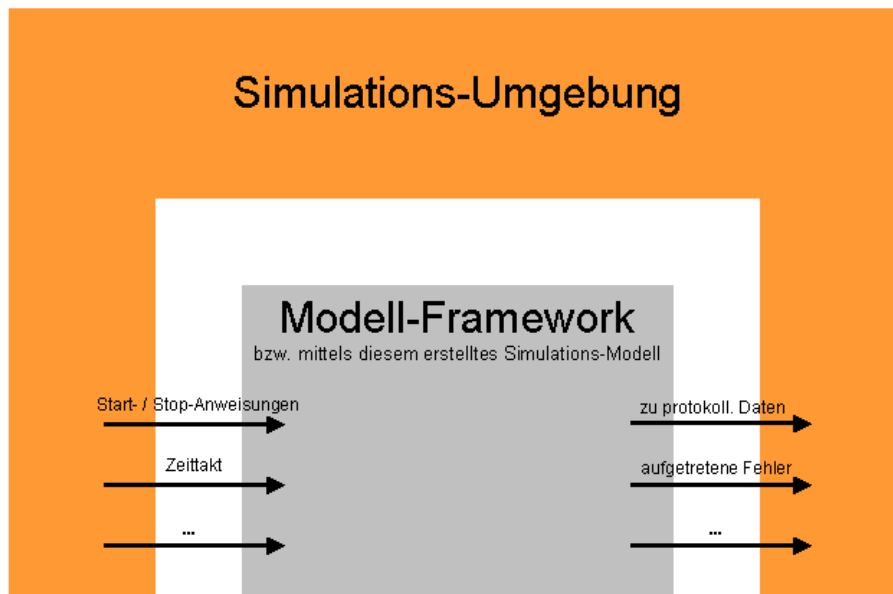 Simulations-Umgebung
Modell-Framework
bzw. mittels diesem erstelltes Simulations-Modell
Start- / Stop-Anweisungen
zu protokoll. Daten
Zeittakt
aufgetretene Fehler
...
...